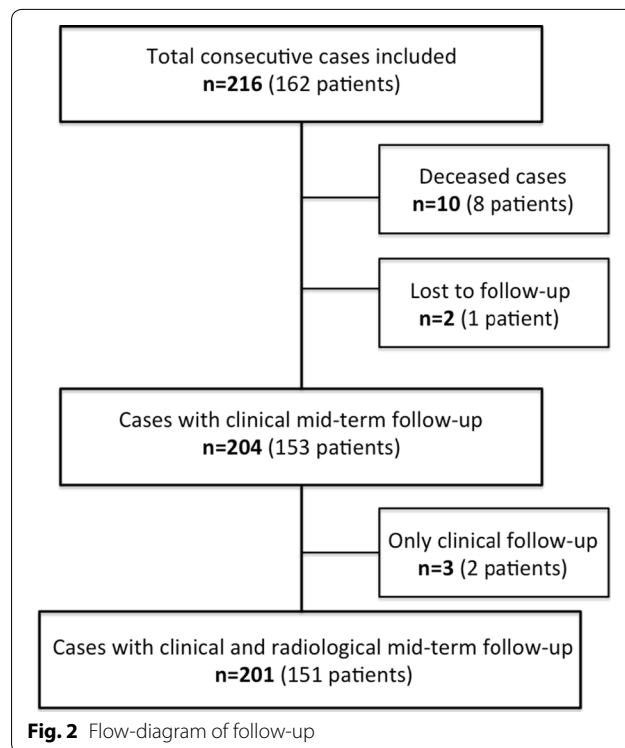 Total consecutive cases included
n=216 (162 patients)
Deceased cases
n=10 (8 patients)
Lost to follow-up
n=2 (1 patient)
Cases with clinical mid-term follow-up
n=204 (153 patients)
Only clinical follow-up
n=3 (2 patients)
Cases with clinical and radiological mid-term follow-up
n=201 (151 patients)
Fig. 2 Flow-diagram of follow-up